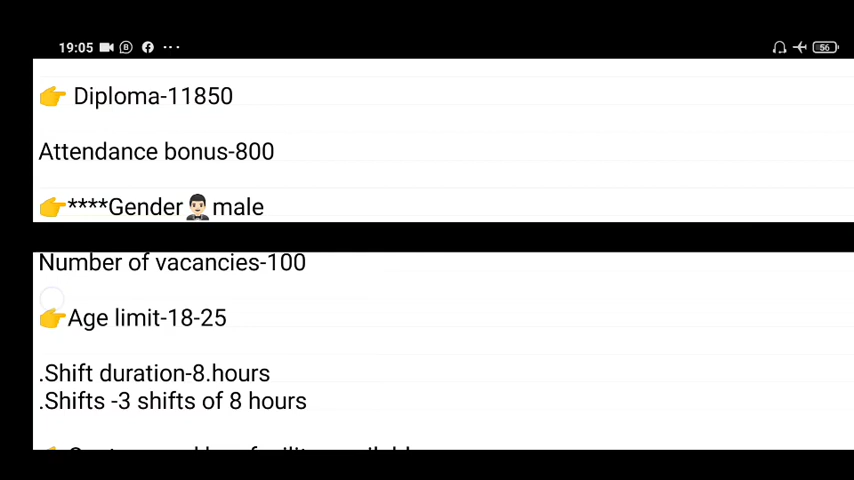 19:05
56
👉 Diploma-11850
Attendance bonus-800
👉****Gender🤵🏻male
Number of vacancies-100
👉Age limit-18-25
.Shift duration-8.hours
.Shifts -3 shifts of 8 hours